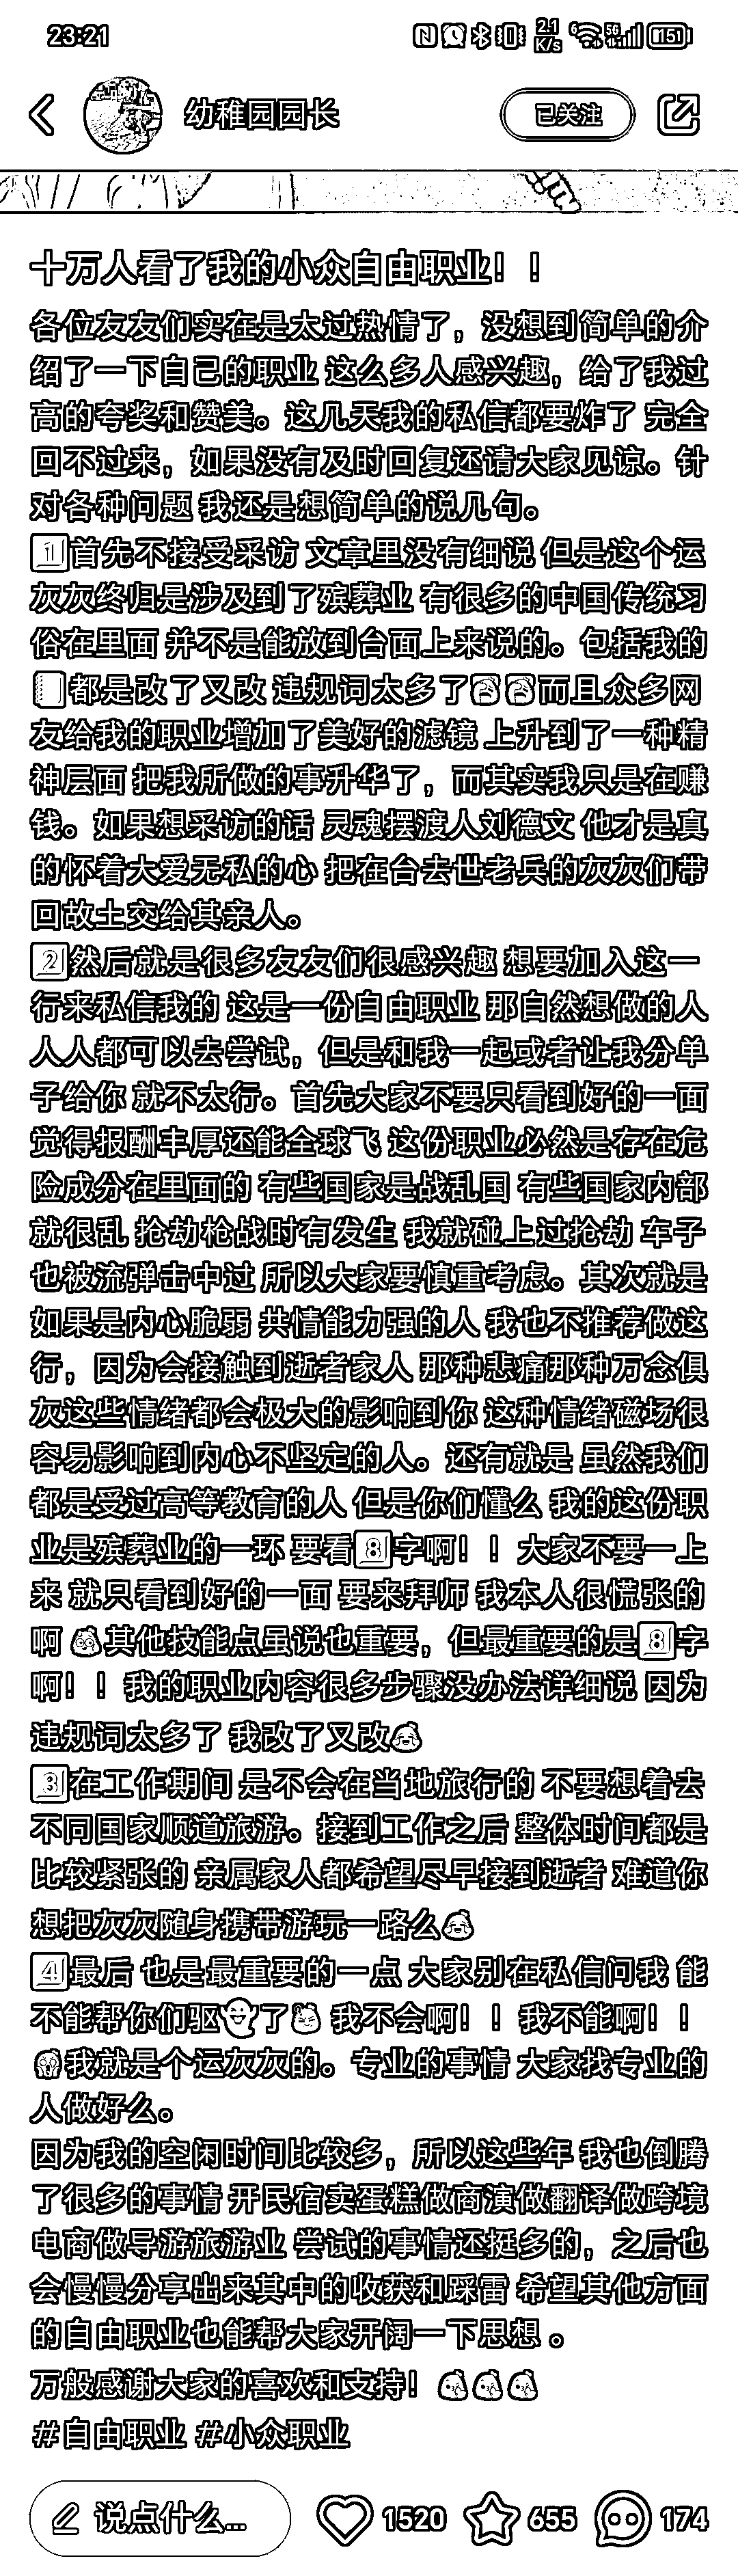 23:21
2.1 K/s 5G 51
幼稚园园长 已关注
十万人看了我的小众自由职业！！
各位友友们实在是太过热情了，没想到简单的介
绍了一下自己的职业 这么多人感兴趣，给了我过
高的夸奖和赞美。这几天我的私信都要炸了 完全
回不过来，如果没有及时回复还请大家见谅。针
对各种问题 我还是想简单的说几句。
1首先不接受采访 文章里没有细说 但是这个运
灰灰终归是涉及到了殡葬业 有很多的中国传统习
俗在里面 并不是能放到台面上来说的。包括我的
📔都是改了又改 违规词太多了而且众多网
友给我的职业增加了美好的滤镜 上升到了一种精
神层面 把我所做的事升华了，而其实我只是在赚
钱。如果想采访的话 灵魂摆渡人刘德文 他才是真
的怀着大爱无私的心 把在台去世老兵的灰灰们带
回故土交给其亲人。
2然后就是很多友友们很感兴趣 想要加入这一
行来私信我的 这是一份自由职业 那自然想做的人
人人都可以去尝试，但是和我一起或者让我分单
子给你 就不太行。首先大家不要只看到好的一面
觉得报酬丰厚还能全球飞 这份职业必然是存在危
险成分在里面的 有些国家是战乱国 有些国家内部
就很乱 抢劫枪战时有发生 我就碰上过抢劫 车子
也被流弹击中过 所以大家要慎重考虑。其次就是
如果是内心脆弱 共情能力强的人 我也不推荐做这
行，因为会接触到逝者家人 那种悲痛那种万念俱
灰这些情绪都会极大的影响到你 这种情绪磁场很
容易影响到内心不坚定的人。还有就是 虽然我们
都是受过高等教育的人 但是你们懂么 我的这份职
业是殡葬业的一环 要看8字啊！！大家不要一上
来 就只看到好的一面 要来拜师 我本人很慌张的
啊 其他技能点虽说也重要，但最重要的是8字
啊！！我的职业内容很多步骤没办法详细说 因为
违规词太多了 我改了又改
3在工作期间 是不会在当地旅行的 不要想着去
不同国家顺道旅游。接到工作之后 整体时间都是
比较紧张的 亲属家人都希望尽早接到逝者 难道你
想把灰灰随身携带游玩一路么
4最后 也是最重要的一点 大家别在私信问我 能
不能帮你们驱👻了 我不会啊！！我不能啊！！
我就是个运灰灰的。专业的事情 大家找专业的
人做好么。
因为我的空闲时间比较多，所以这些年 我也倒腾
了很多的事情 开民宿卖蛋糕做商演做翻译做跨境
电商做导游旅游业 尝试的事情还挺多的，之后也
会慢慢分享出来其中的收获和踩雷 希望其他方面
的自由职业也能帮大家开阔一下思想 。
万般感谢大家的喜欢和支持！
#自由职业 #小众职业
说点什么... 1520 655 174